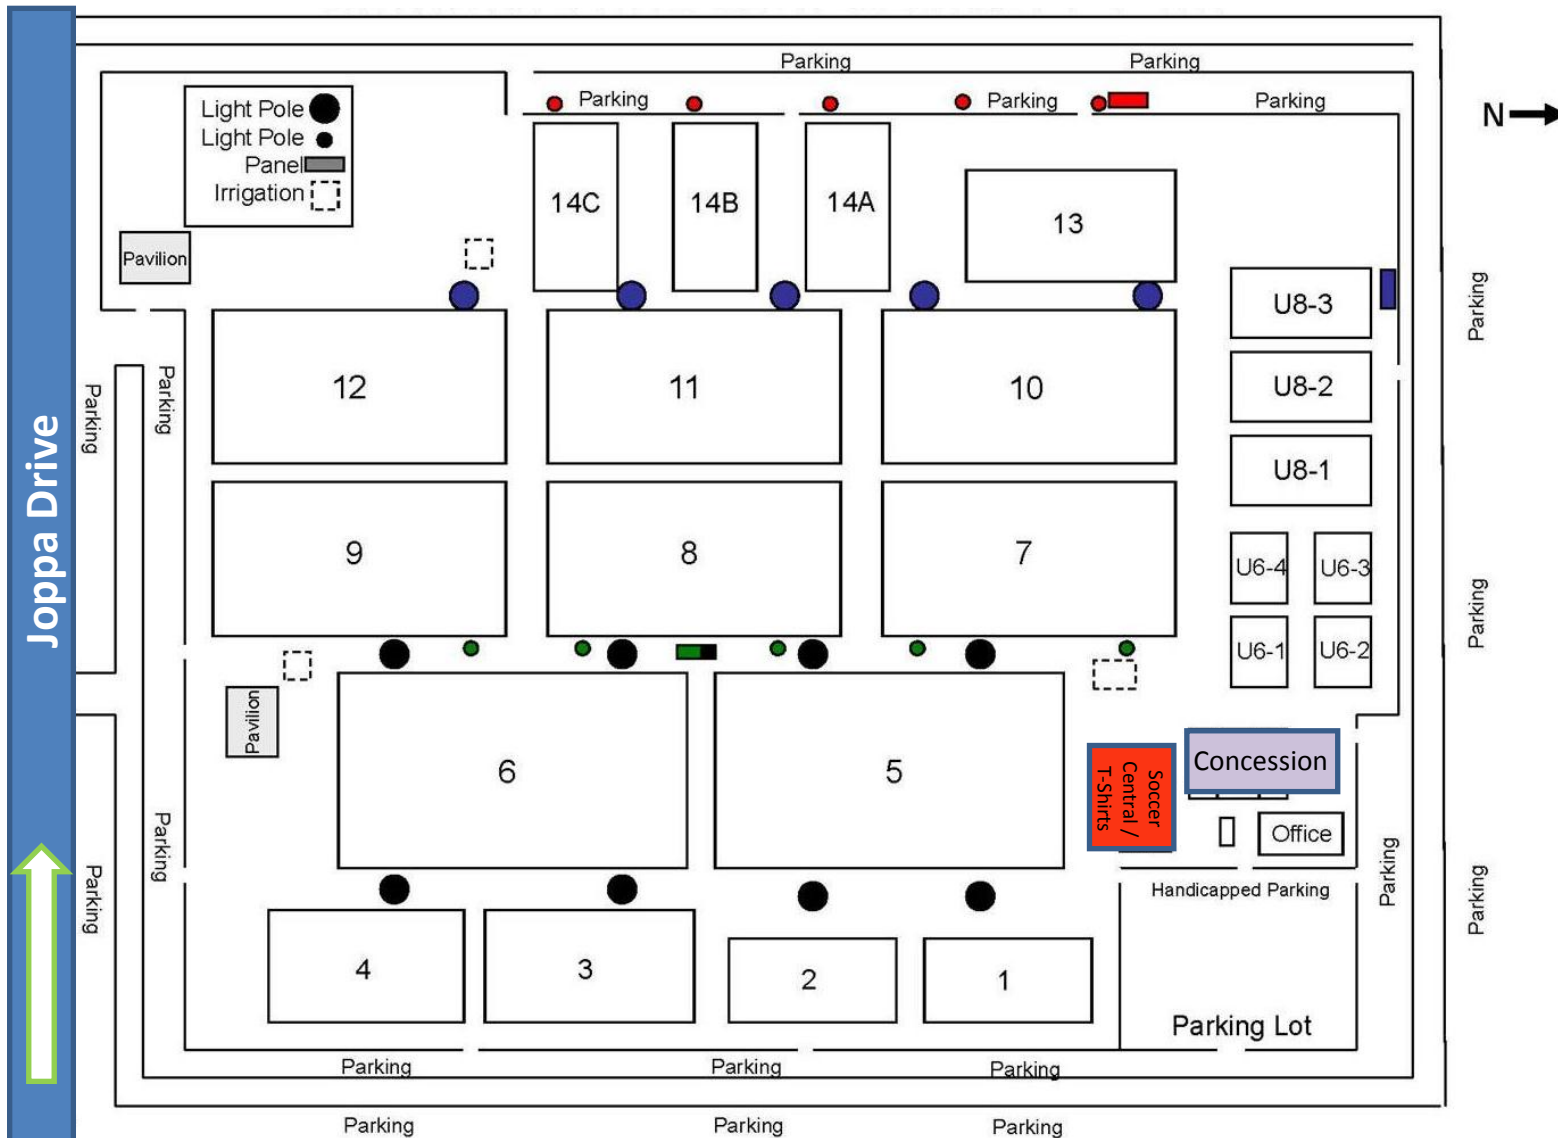 Parking
Parking
Parking
Parking
Parking
N
Light Pole
Light Pole
Panel
Irrigation
14C
14B
14A
13
Pavilion
U8-3
Parking
12
11
10
U8-2
Parking
Parking
U8-1
Joppa Drive
9
8
7
U6-4
U6-3
Parking
U6-1
U6-2
Pavilion
6
5
Soccer
Central /
T-Shirts
Concession
Office
Parking
Parking
Handicapped Parking
Parking
Parking
4
3
2
1
Parking Lot
Parking
Parking
Parking
Parking
Parking
Parking